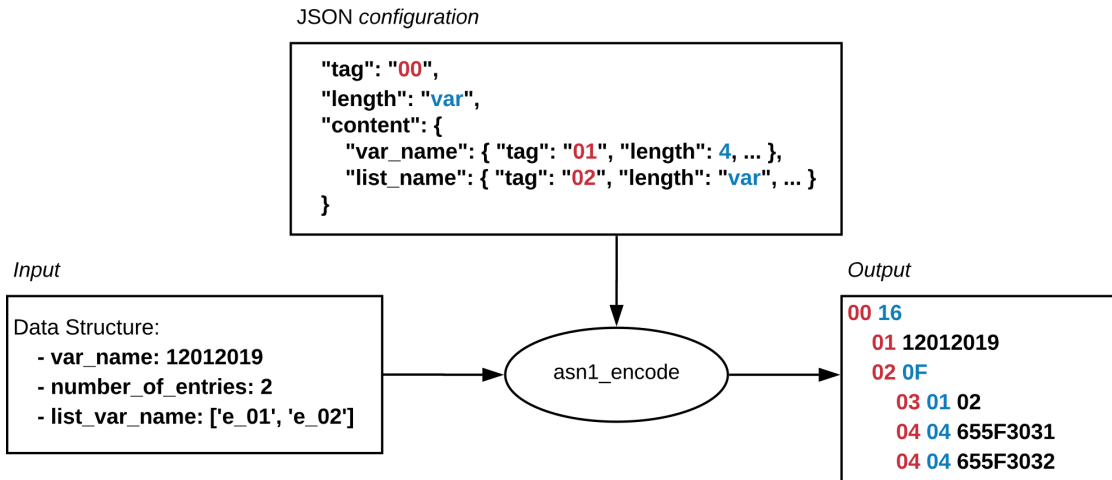 JSON configuration
"tag": "00",
"length": "var",
"content": {
"var_name": { "tag": "01", "length": 4, ... },
"list_name": { "tag": "02", "length": "var", ... }
}
Input
Data Structure:
- var_name: 12012019
- number_of_entries: 2
- list_var_name: ['e_01', 'e_02']
asn1_encode
Output
00 16
01 12012019
02 0F
03 01 02
04 04 655F3031
04 04 655F3032